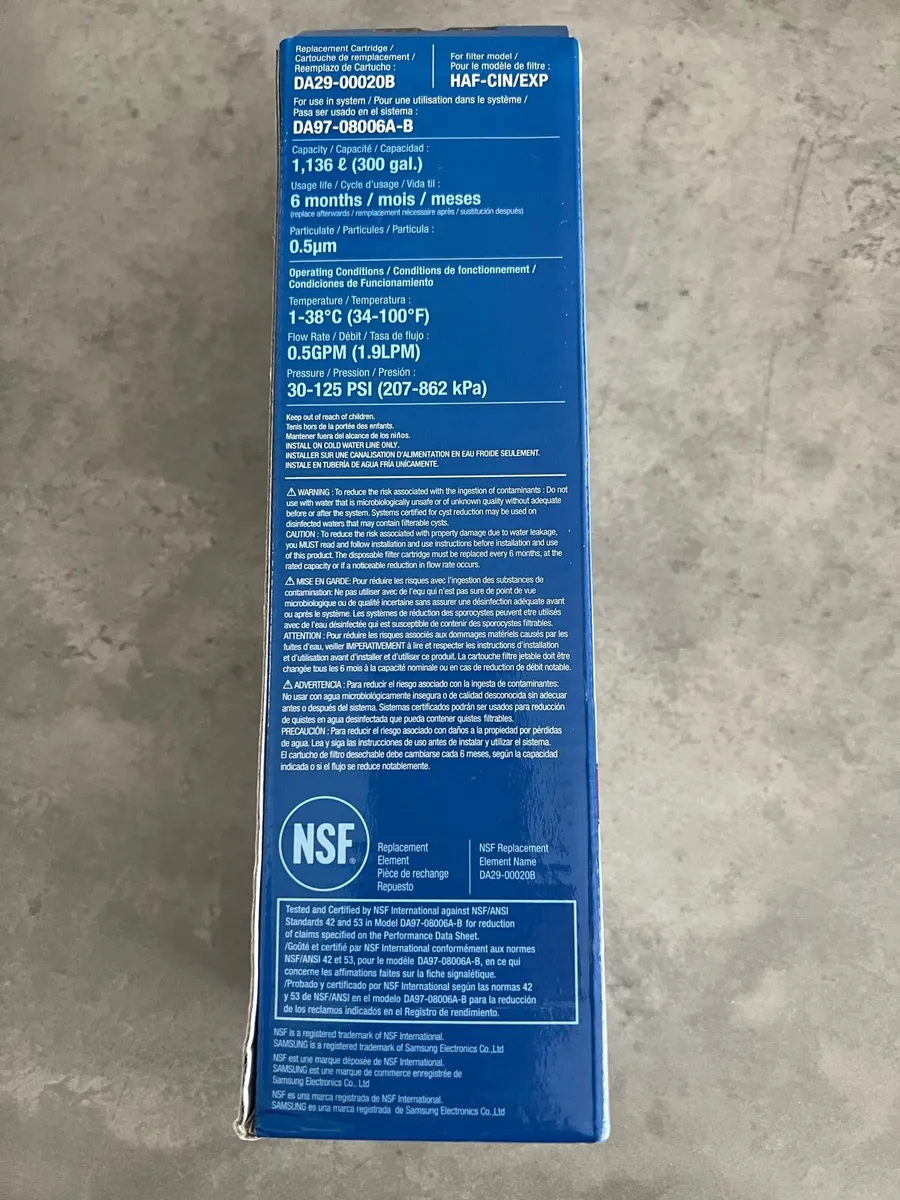 Replacement Cartridge /
Cartouche de remplacement /
Reemplazo de Cartucho :
DA29-00020B
For filter model /
Pour le modèle de filtre :
HAF-CIN/EXP
For use in system / Pour une utilisation dans le système /
Pasa ser usado en el sistema :
DA97-08006A-B
Capacity / Capacité / Capacidad :
1,136 ℓ (300 gal.)
Usage life / Cycle d'usage / Vida til :
6 months / mois / meses
(replace afterwards / remplacement nécessaire après / sustitución después)
Particulate / Particules / Particula :
0.5µm
Operating Conditions / Conditions de fonctionnement /
Condiciones de Funcionamiento
Temperature / Temperatura :
1-38°C (34-100°F)
Flow Rate / Débit / Tasa de flujo :
0.5GPM (1.9LPM)
Pressure / Pression / Presión :
30-125 PSI (207-862 kPa)
Keep out of reach of children.
Tenis hors de la portée des enfants.
Mantener fuera del alcance de los niños.
INSTALL ON COLD WATER LINE ONLY.
INSTALLER SUR UNE CANALISATION D'ALIMENTATION EN EAU FROIDE SEULEMENT.
INSTALE EN TUBERÍA DE AGUA FRÍA UNÍCAMENTE.
⚠ WARNING : To reduce the risk associated with the ingestion of contaminants : Do not
use with water that is microbiologically unsafe or of unknown quality without adequate
before or after the system. Systems certified for cyst reduction may be used on
disinfected waters that may contain filterable cysts.
CAUTION : To reduce the risk associated with property damage due to water leakage,
you MUST read and follow installation and use instructions before installation and use
of this product. The disposable filter cartridge must be replaced every 6 months, at the
rated capacity or if a noticeable reduction in flow rate occurs.
⚠ MISE EN GARDE: Pour réduire les risques avec l'ingestion des substances de
contamination: Ne pas utiliser avec de l'equ qui n'est pas sure de point de vue
microbiologique ou de qualité incertaine sans assurer une désinfection adéquate avant
ou après le système. Les systèmes de réduction des sporocystes peuvent etre utilisés
avec de l'eau désinfectée qui est susceptible de contenir des sporocystes filtrables.
ATTENTION : Pour réduire les risques associés aux dommages matériels causés par les
fuites d'eau, veiller IMPERATIVEMENT à lire et respecter les instructions d'installation
et d'utilisation avant d'installer et d'utiliser ce produit. La cartouche filtre jetable doit être
changée tous les 6 mois à la capacité nominale ou en cas de reduction de débit notable.
⚠ ADVERTENCIA : Para reducir el riesgo asociado con la ingesta de contaminantes:
No usar con agua microbiológicamente insegura o de calidad desconocida sin adecuar
antes o después del sistema. Sistemas certificados podrán ser usados para reducción
de quistes en agua desinfectada que pueda contener quistes filtrables.
PRECAUCIÓN : Para reducir el riesgo asociado con daños a la propiedad por pérdidas
de agua. Lea y siga las instrucciones de uso antes de instalar y utilizar el sistema.
El cartucho de filtro desechable debe cambiarse cada 6 meses, según la capacidad
indicada o si el flujo se reduce notablemente.
NSF®
Replacement
Element
Pièce de rechange
Repuesto
NSF Replacement
Element Name
DA29-00020B
Tested and Certified by NSF International against NSF/ANSI
Standards 42 and 53 in Model DA97-08006A-B for reduction
of claims specified on the Performance Data Sheet.
/Goûté et certifié par NSF International conformément aux normes
NSF/ANSI 42 et 53, pour le modéle DA97-08006A-B, en ce qui
concerne les affimations faites sur la fiche signalétique.
/Probado y certificado por NSF International según las normas 42
y 53 de NSF/ANSI en el modelo DA97-08006A-B para la reducción
de los reclamos indicados en el Registro de rendimiento.
NSF is a registered trademark of NSF International.
SAMSUNG is a registered trademark of Samsung Electronics Co.,Ltd
NSF est une marque déposée de NSF International.
SAMSUNG est une marque de commerce enregistrée de
Samsung Electronics Co., Ltd
NSF es una marca registrada de NSF International.
SAMSUNG es una marca registrada de Samsung Electronics Co.,Ltd